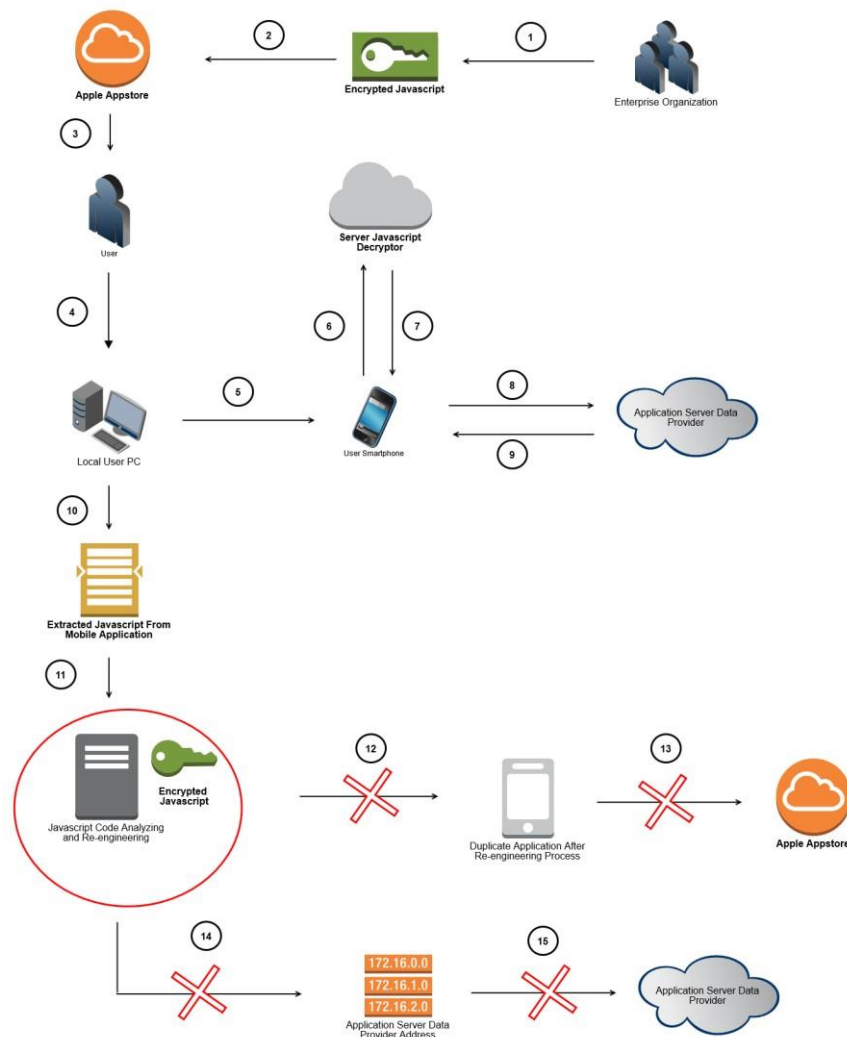 2
1
Apple Appstore
Encrypted Javascript
Enterprise Organization
3
User
Server Javascript
Decryptor
4
6
7
5
8
Application Server Data
Provider
9
Local User PC
User Smartphone
10
Extracted Javascript From
Mobile Application
11
12
13
Encrypted
Javascript
Javascript Code Analyzing
and Re-engineering
Duplicate Application After
Re-engineering Process
Apple Appstore
14
15
172.16.0.0
172.16.1.0
172.16.2.0
Application Server Data
Provider Address
Application Server Data
Provider